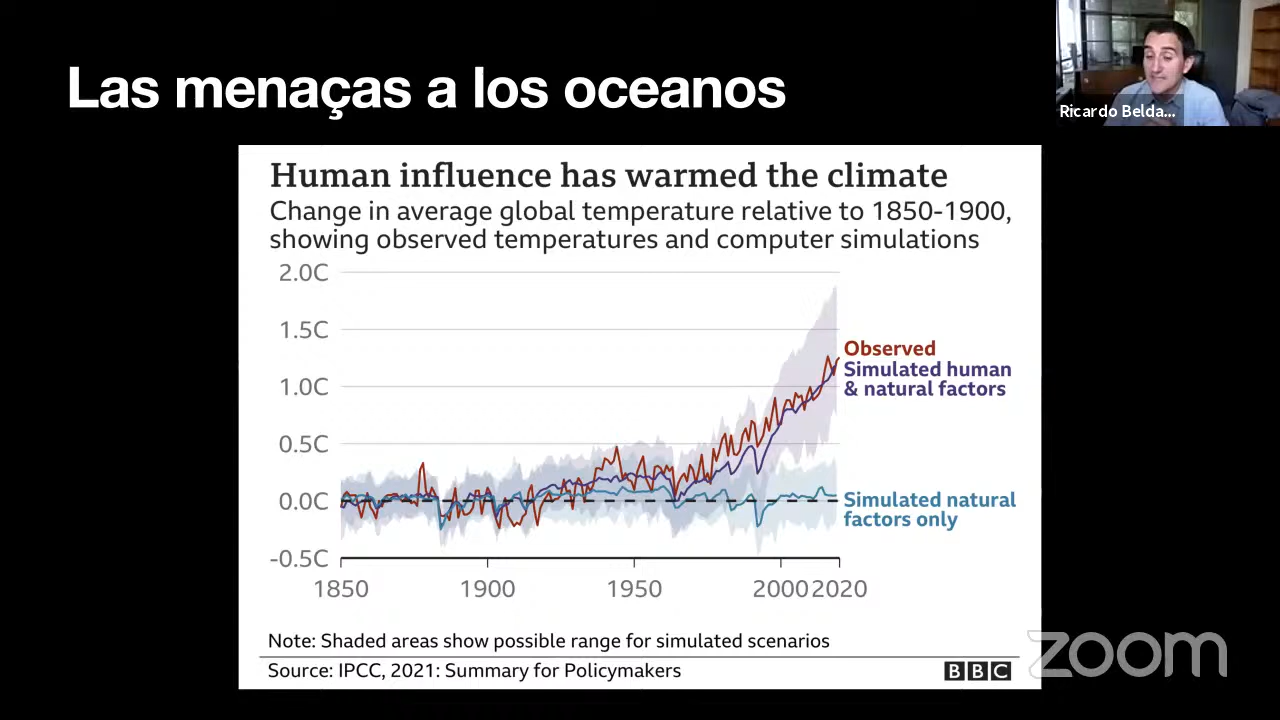 Las menaças a los oceanos
Ricardo Belda...
Human influence has warmed the climate
Change in average global temperature relative to 1850-1900,
showing observed temperatures and computer simulations
2.0C
1.5C
1.0C
0.5C
0.0C
-0.5C
Observed
Simulated human
& natural factors
Simulated natural
factors only
1850
1900
1950
2000
2020
Note: Shaded areas show possible range for simulated scenarios
Source: IPCC, 2021: Summary for Policymakers
BBC
zoom